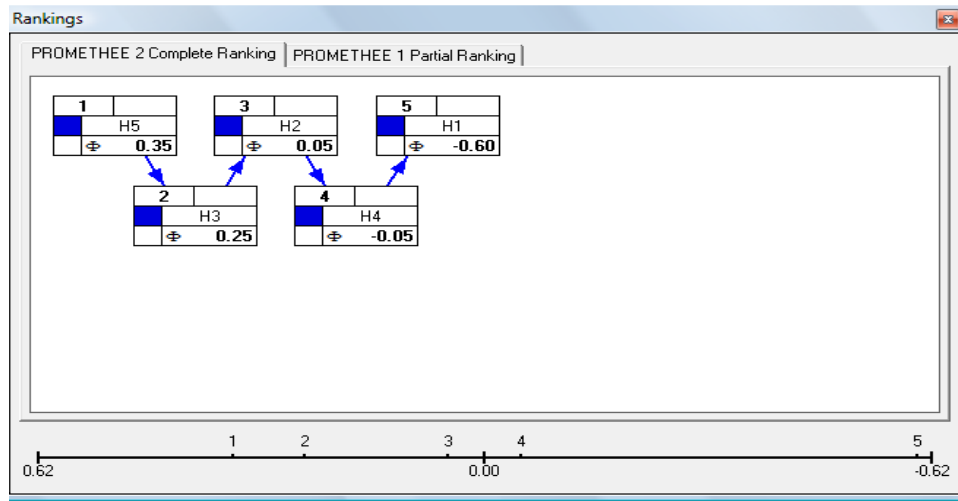 Rankings
PROMETHEE 2 Complete Ranking
PROMETHEE 1 Partial Ranking
1
H5
Φ 0.35
2
H3
Φ 0.25
3
H2
Φ 0.05
4
H4
Φ -0.05
5
H1
Φ -0.60
1 2 3 4 5
0.62 0.00 -0.62